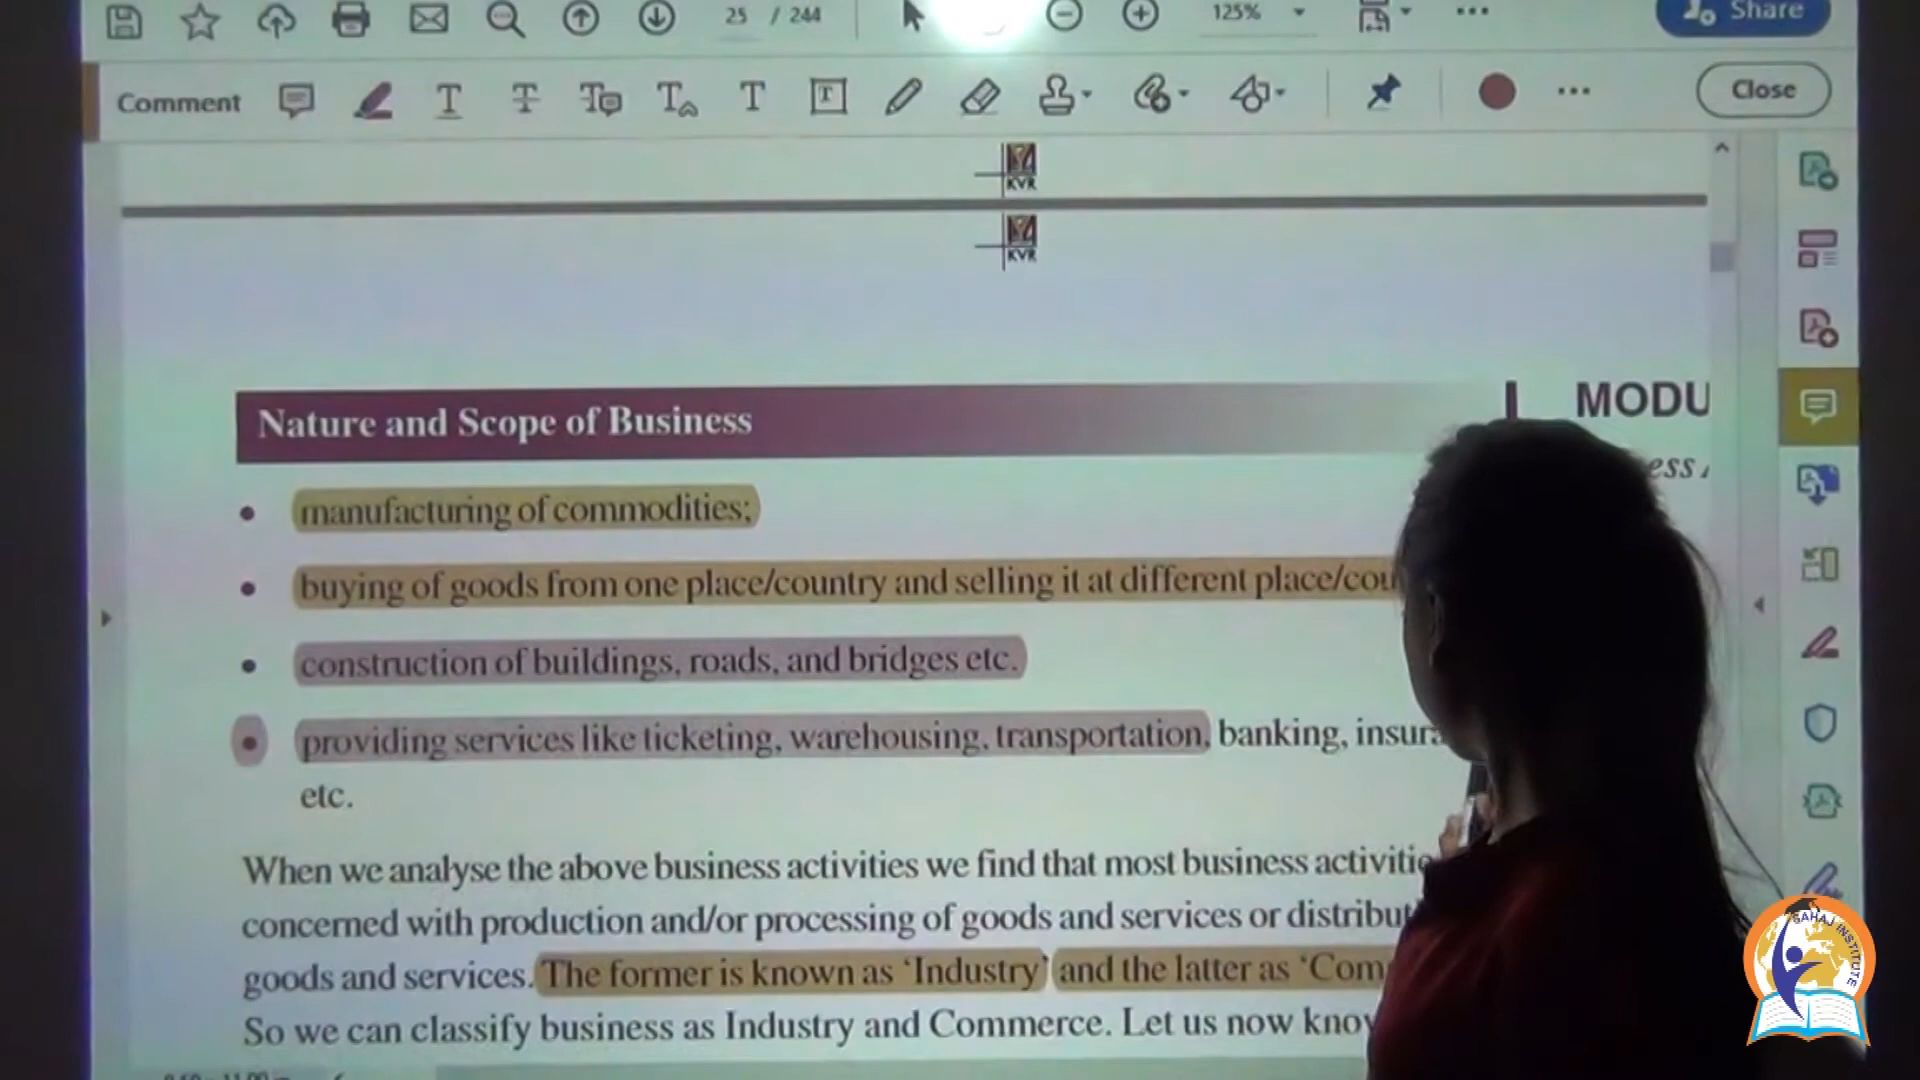 25 / 244
125%
Share
Comment
Close
KVR
KVR
MODU
Nature and Scope of Business
ess
• manufacturing of commodities;
• buying of goods from one place/country and selling it at different place/cou
• construction of buildings, roads, and bridges etc.
• providing services like ticketing, warehousing, transportation, banking, insura
etc.
When we analyse the above business activities we find that most business activitie
concerned with production and/or processing of goods and services or distribut
goods and services. The former is known as ‘Industry’ and the latter as ‘Com
So we can classify business as Industry and Commerce. Let us now know
SAHAJ INSTITUTE